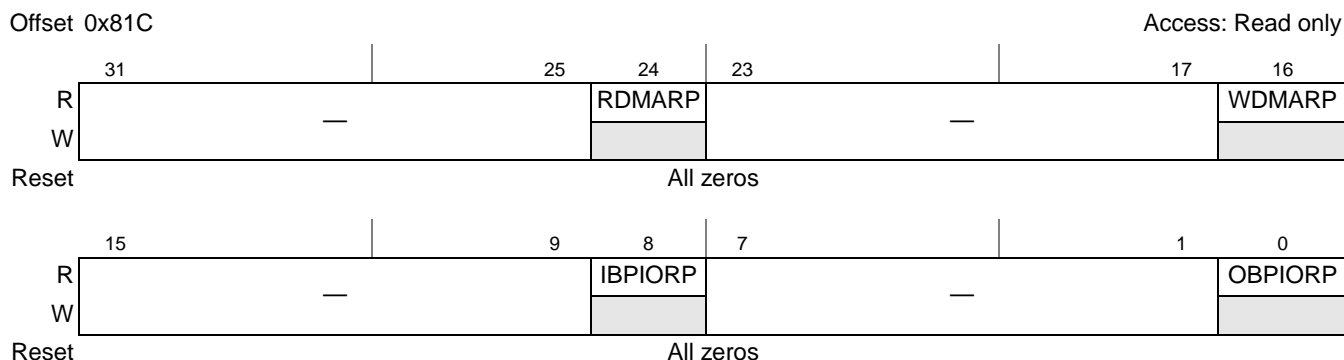 Offset 0x81C Access: Read only
31 25 24 23 17 16
R — RDMARP — WDMARP
W
Reset All zeros
15 9 8 7 1 0
R — IBPIORP — OBPIORP
W
Reset All zeros